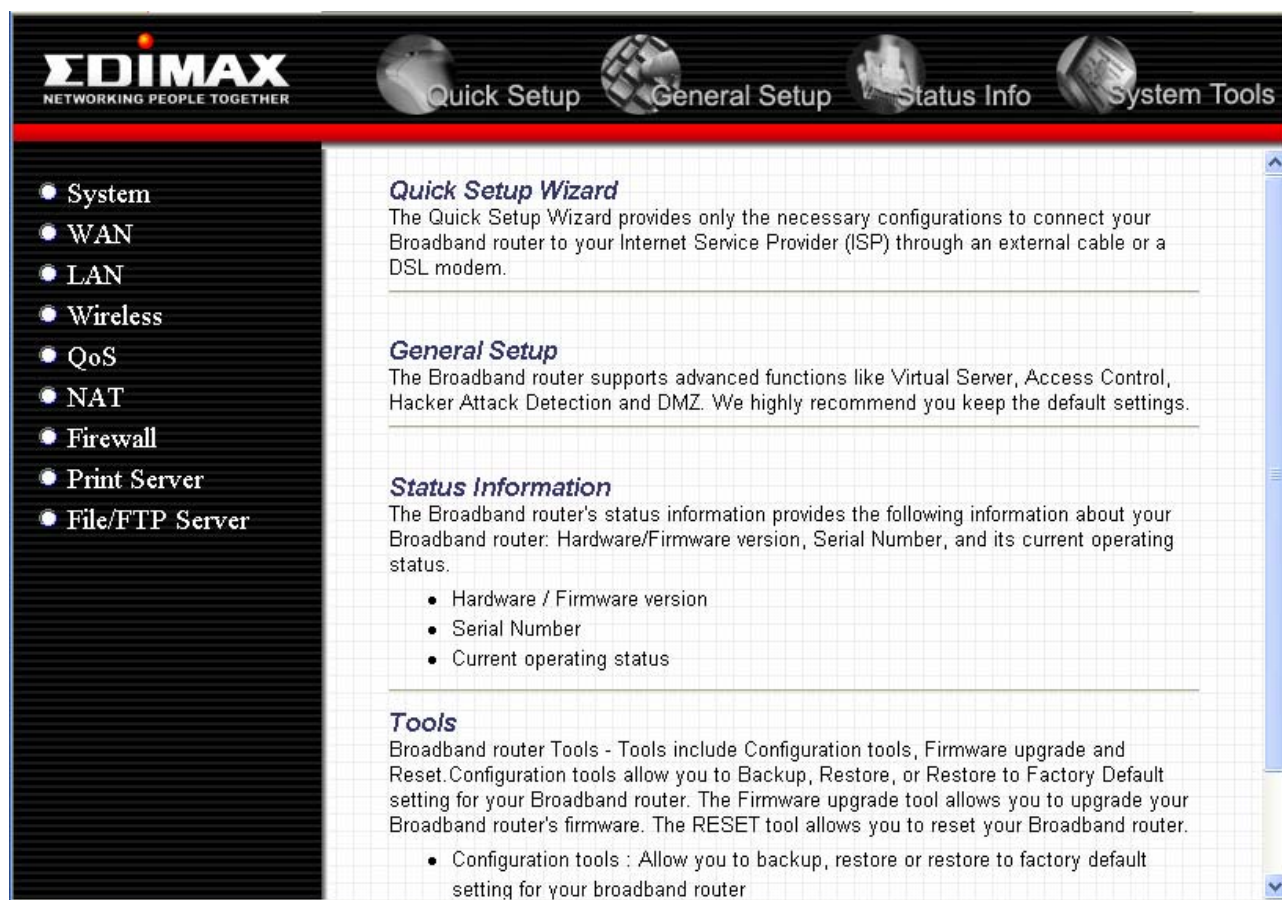 ΣDIMAX
NETWORKING PEOPLE TOGETHER
Quick Setup
General Setup
Status Info
System Tools
System
WAN
LAN
Wireless
QoS
NAT
Firewall
Print Server
File/FTP Server
Quick Setup Wizard
The Quick Setup Wizard provides only the necessary configurations to connect your
Broadband router to your Internet Service Provider (ISP) through an external cable or a
DSL modem.
General Setup
The Broadband router supports advanced functions like Virtual Server, Access Control,
Hacker Attack Detection and DMZ. We highly recommend you keep the default settings.
Status Information
The Broadband router's status information provides the following information about your
Broadband router: Hardware/Firmware version, Serial Number, and its current operating
status.
• Hardware / Firmware version
• Serial Number
• Current operating status
Tools
Broadband router Tools - Tools include Configuration tools, Firmware upgrade and
Reset.Configuration tools allow you to Backup, Restore, or Restore to Factory Default
setting for your Broadband router. The Firmware upgrade tool allows you to upgrade your
Broadband router's firmware. The RESET tool allows you to reset your Broadband router.
• Configuration tools : Allow you to backup, restore or restore to factory default
setting for your broadband router